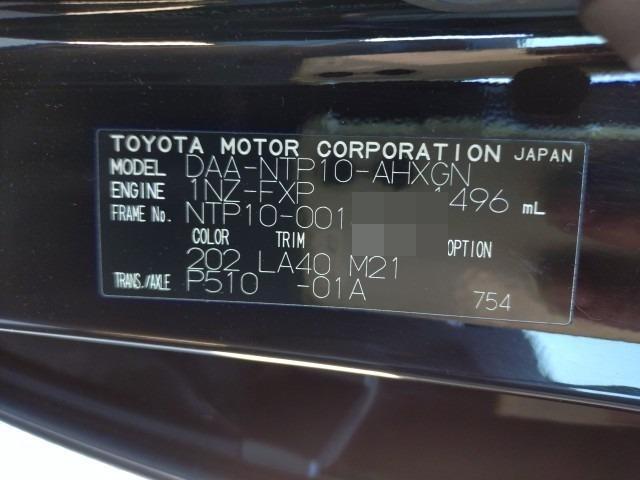 TOYOTA MOTOR CORPORATION JAPAN
MODEL DAA-NTP10-AHXGN
ENGINE 1NZ-FXP 496 mL
FRAME No. NTP10-001
COLOR TRIM OPTION
202 LA40 M21
TRANS./AXLE P510 -01A
754